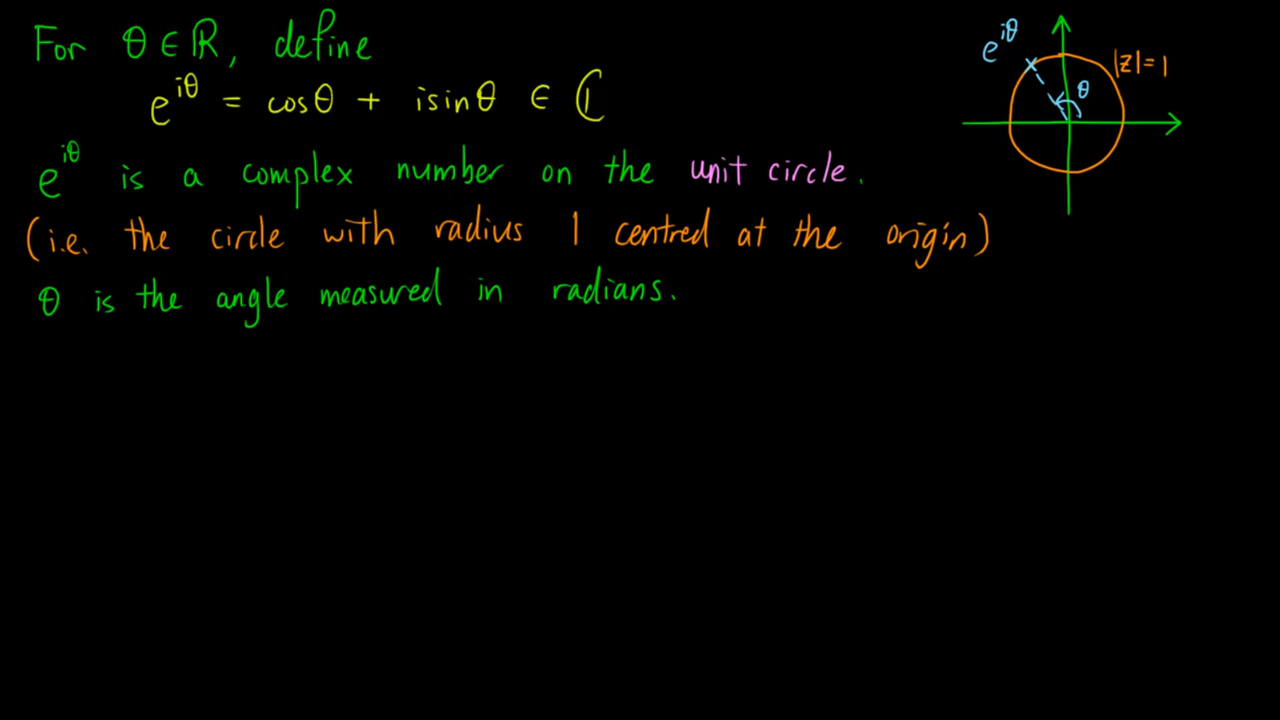 For θ ∈ ℝ, define
e^{iθ} = cosθ + isinθ ∈ ℂ
e^{iθ} is a complex number on the unit circle.
(i.e. the circle with radius 1 centred at the origin)
θ is the angle measured in radians.
e^{iθ}
|z|=1
θ